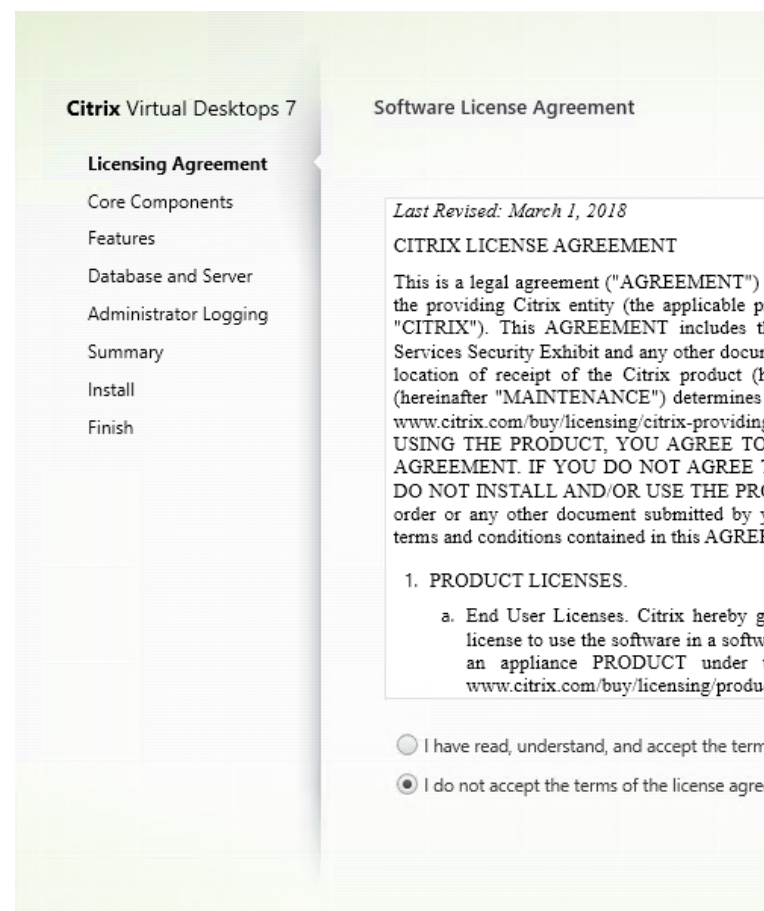 Citrix Virtual Desktops 7
Licensing Agreement
Core Components
Features
Database and Server
Administrator Logging
Summary
Install
Finish
Software License Agreement
Last Revised: March 1, 2018
CITRIX LICENSE AGREEMENT
This is a legal agreement ("AGREEMENT")
the providing Citrix entity (the applicable
"CITRIX"). This AGREEMENT includes
Services Security Exhibit and any other
location of receipt of the Citrix product
(hereinafter "MAINTENANCE") determines
www.citrix.com/buy/licensing/citrix-providing
USING THE PRODUCT, YOU AGREE TO
AGREEMENT. IF YOU DO NOT AGREE
DO NOT INSTALL AND/OR USE THE
order or any other document submitted by
terms and conditions contained in this
1. PRODUCT LICENSES.
a. End User Licenses. Citrix hereby
license to use the software in a
an appliance PRODUCT under
www.citrix.com/buy/licensing/produ
I have read, understand, and accept the term
I do not accept the terms of the license agre